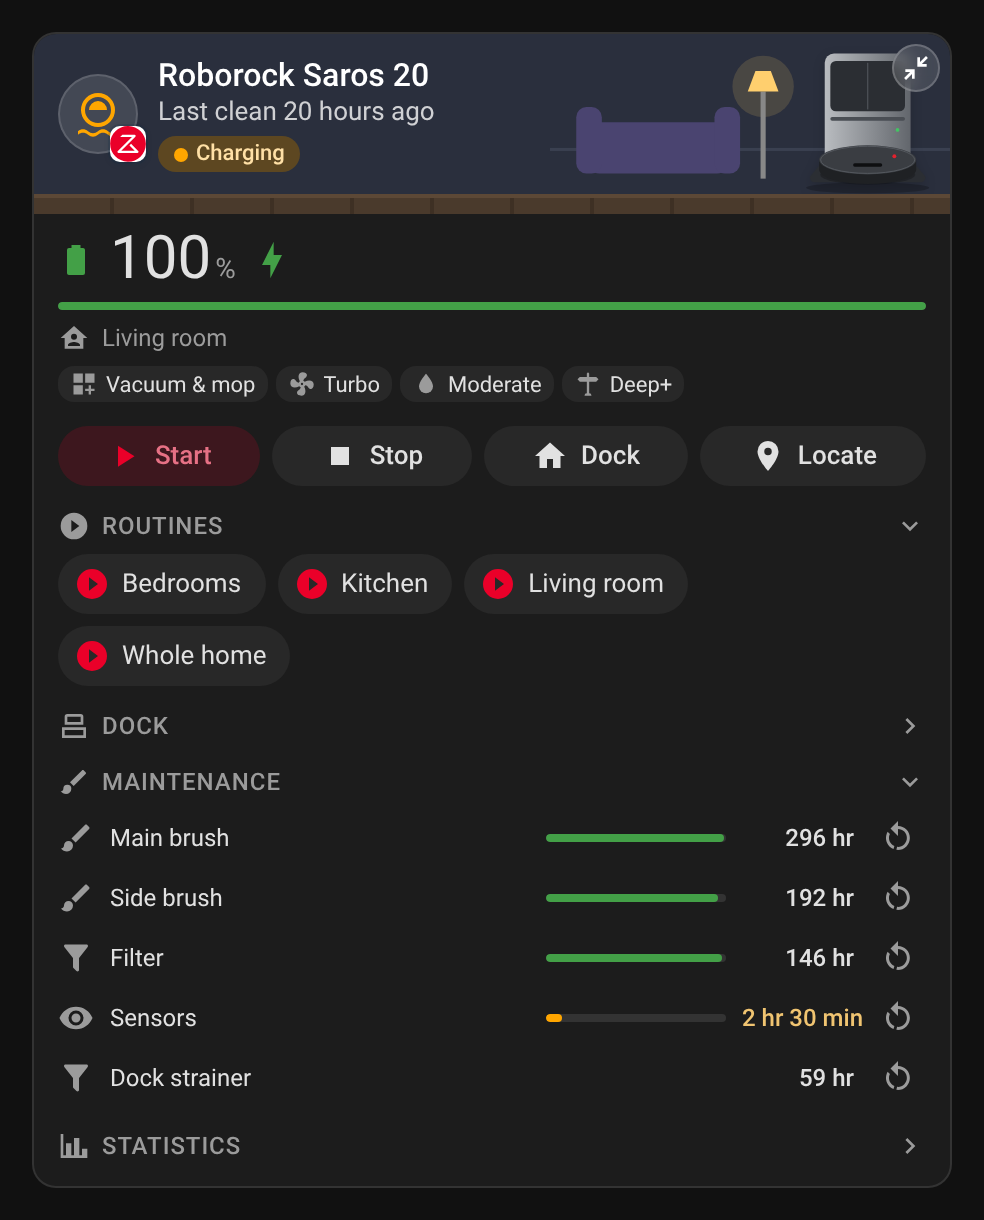 Roborock Saros 20
Last clean 20 hours ago
Charging
100 %
Living room
Vacuum & mop Turbo Moderate Deep+
Start Stop Dock Locate
ROUTINES
Bedrooms Kitchen Living room
Whole home
DOCK
MAINTENANCE
Main brush 296 hr
Side brush 192 hr
Filter 146 hr
Sensors 2 hr 30 min
Dock strainer 59 hr
STATISTICS